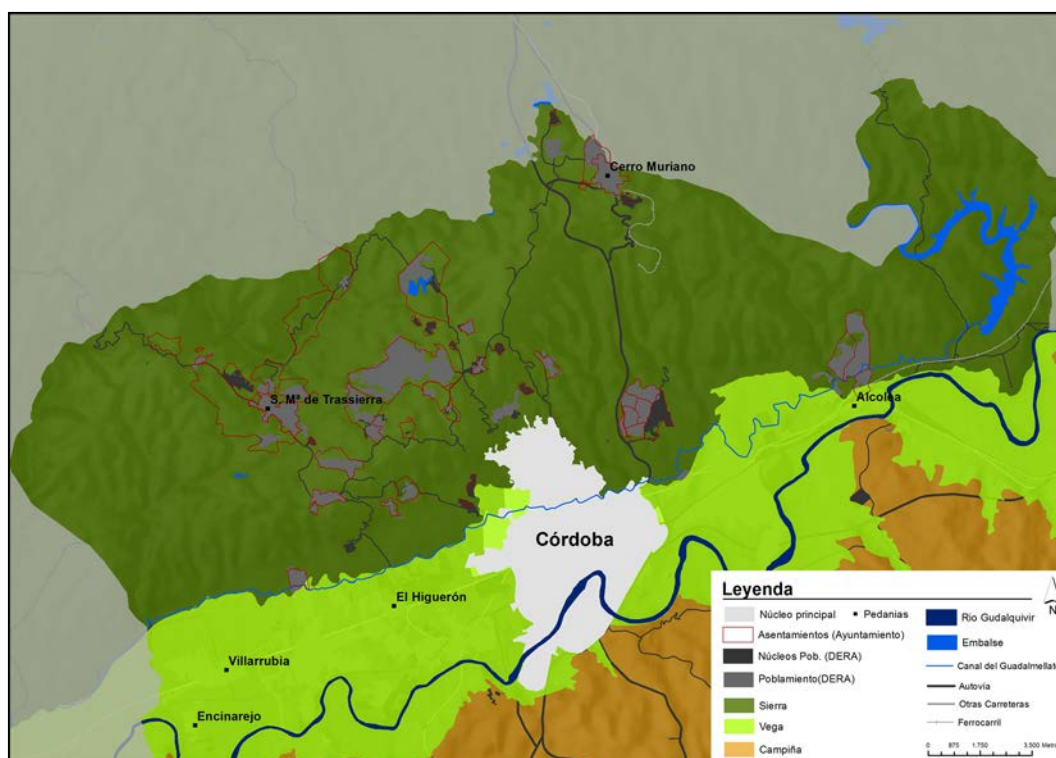 Cerro Muriano
S. Mª de Trassierra
Alcolea
Córdoba
El Higuerón
Villarrubia
Encinarejo
Leyenda
N
Núcleo principal
Pedanias
Asentamientos (Ayuntamiento)
Núcleos Pob. (DERA)
Poblamiento(DERA)
Sierra
Vega
Campiña
Rio Gudalquivir
Embalse
Canal del Guadalmellato
Autovía
Otras Carreteras
Ferrocarril
0 875 1.750 3.500 Metr